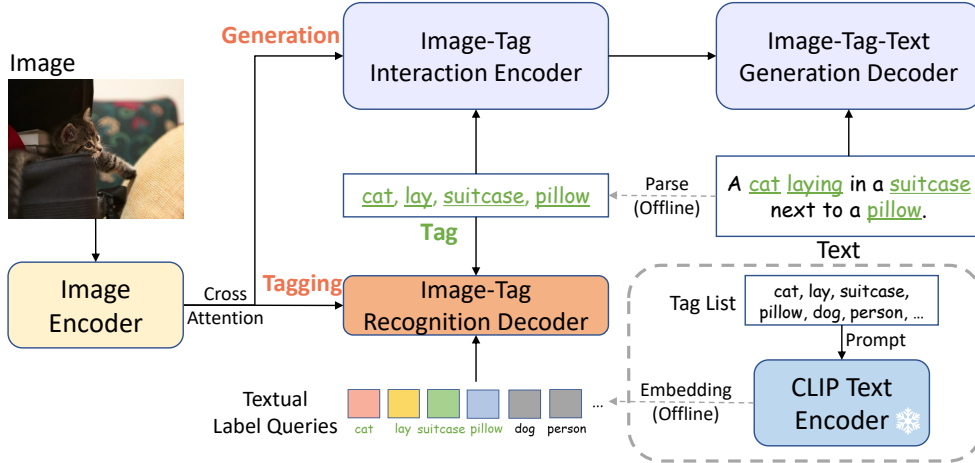 Generation
Image-Tag
Interaction Encoder
Image-Tag-Text
Generation Decoder
Image
cat, lay, suitcase, pillow
Parse
(Offline)
A cat laying in a suitcase
next to a pillow.
Tag
Text
Image
Encoder
Cross
Attention
Tagging
Image-Tag
Recognition Decoder
Tag List
cat, lay, suitcase,
pillow, dog, person, ...
Prompt
Textual
Label Queries
cat
lay
suitcase
pillow
dog
person
...
Embedding
(Offline)
CLIP Text
Encoder